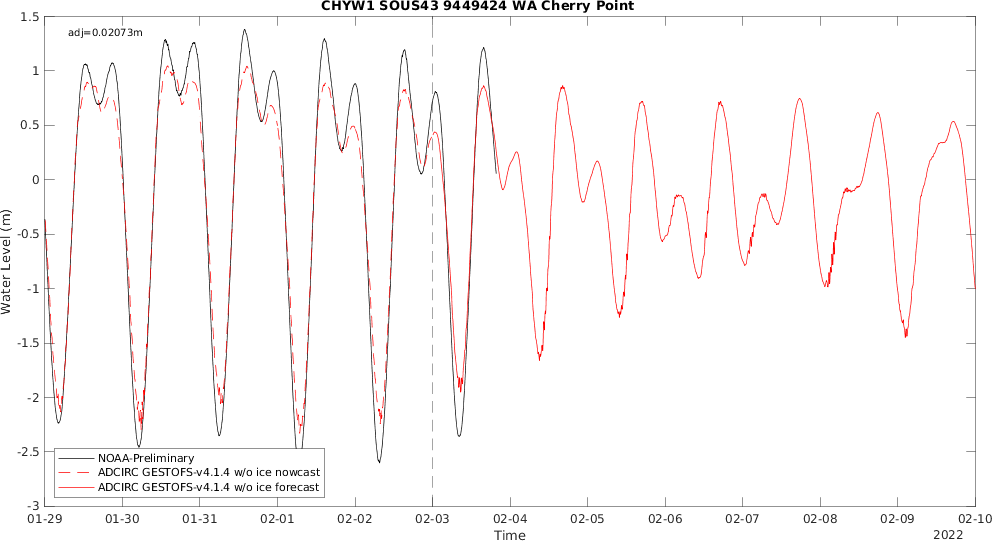 CHYW1 SOUS43 9449424 WA Cherry Point
adj=0.02073m
Water Level (m)
1.5
1
0.5
0
-0.5
-1
-1.5
-2
-2.5
-3
NOAA-Preliminary
ADCIRC GESTOFS-v4.1.4 w/o ice nowcast
ADCIRC GESTOFS-v4.1.4 w/o ice forecast
01-29 01-30 01-31 02-01 02-02 02-03 02-04 02-05 02-06 02-07 02-08 02-09 02-10
Time
2022